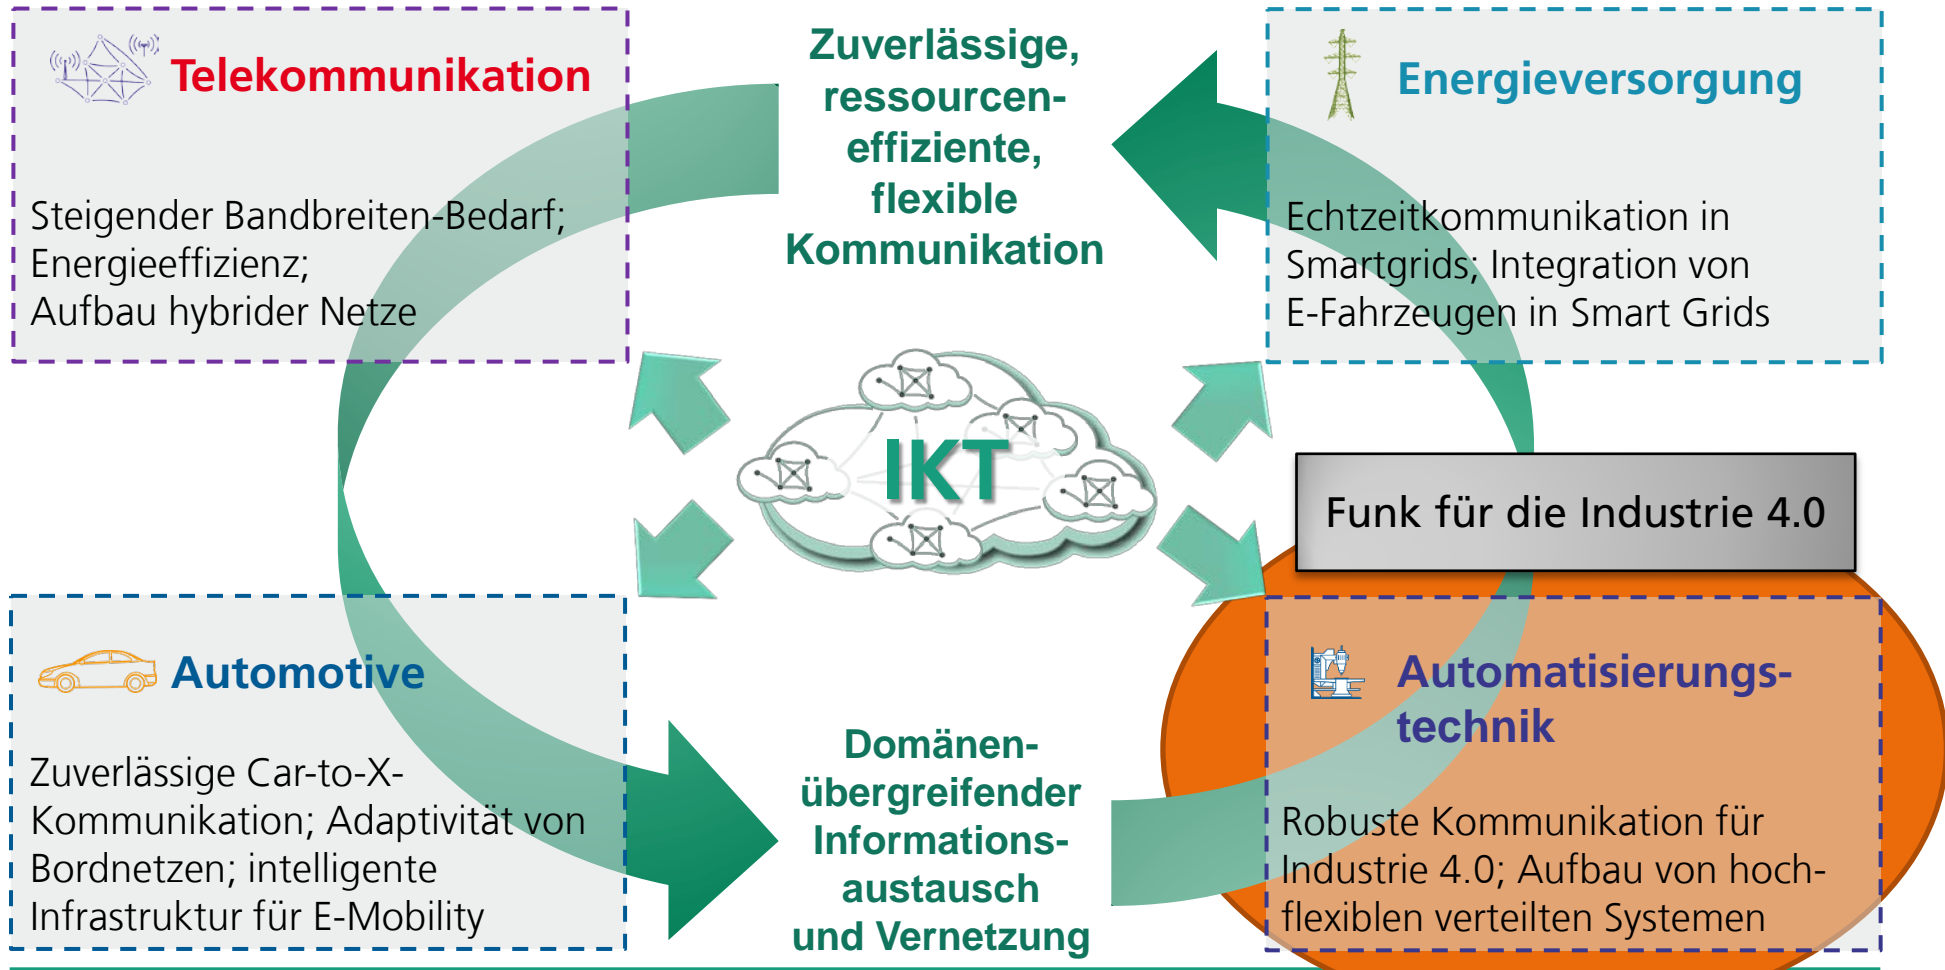 Telekommunikation
Steigender Bandbreiten-Bedarf;
Energieeffizienz;
Aufbau hybrider Netze
Zuverlässige,
ressourcen-
effiziente,
flexible
Kommunikation
Energieversorgung
Echtzeitkommunikation in
Smartgrids; Integration von
E-Fahrzeugen in Smart Grids
IKT
Funk für die Industrie 4.0
Automotive
Zuverlässige Car-to-X-
Kommunikation; Adaptivität von
Bordnetzen; intelligente
Infrastruktur für E-Mobility
Domänen-
übergreifender
Informations-
austausch
und Vernetzung
Automatisierungs-
technik
Robuste Kommunikation für
Industrie 4.0; Aufbau von hoch-
flexiblen verteilten Systemen